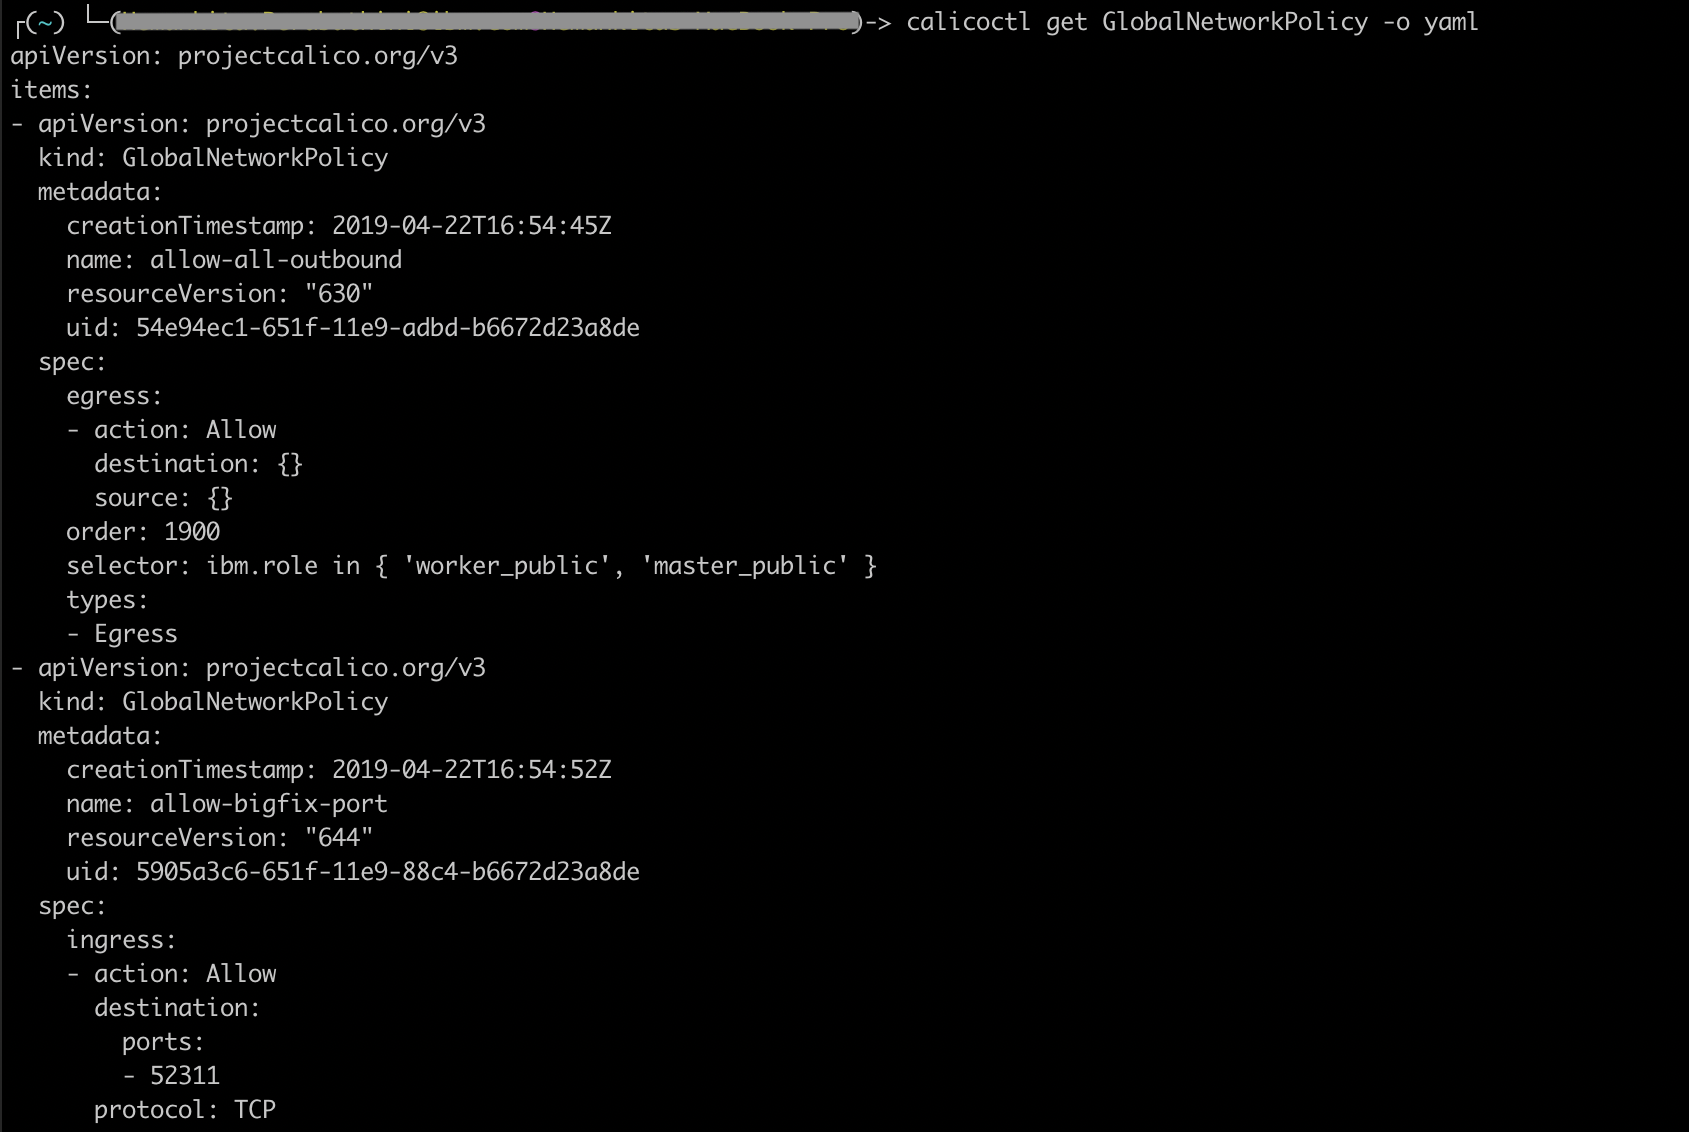 ┌(~) └─()-> calicoctl get GlobalNetworkPolicy -o yaml
apiVersion: projectcalico.org/v3
items:
- apiVersion: projectcalico.org/v3
  kind: GlobalNetworkPolicy
  metadata:
    creationTimestamp: 2019-04-22T16:54:45Z
    name: allow-all-outbound
    resourceVersion: "630"
    uid: 54e94ec1-651f-11e9-adbd-b6672d23a8de
  spec:
    egress:
    - action: Allow
      destination: {}
      source: {}
    order: 1900
    selector: ibm.role in { 'worker_public', 'master_public' }
    types:
    - Egress
- apiVersion: projectcalico.org/v3
  kind: GlobalNetworkPolicy
  metadata:
    creationTimestamp: 2019-04-22T16:54:52Z
    name: allow-bigfix-port
    resourceVersion: "644"
    uid: 5905a3c6-651f-11e9-88c4-b6672d23a8de
  spec:
    ingress:
    - action: Allow
      destination:
        ports:
        - 52311
      protocol: TCP